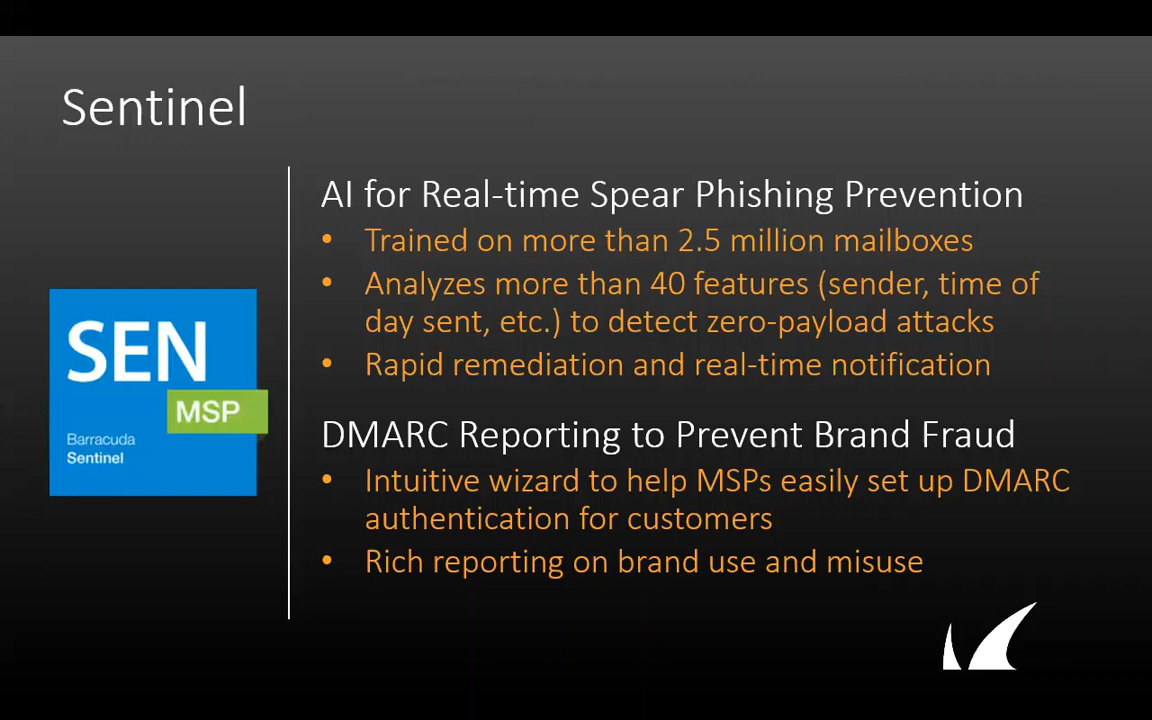 Sentinel
AI for Real-time Spear Phishing Prevention
• Trained on more than 2.5 million mailboxes
• Analyzes more than 40 features (sender, time of
day sent, etc.) to detect zero-payload attacks
• Rapid remediation and real-time notification
SEN
MSP
Barracuda
Sentinel
DMARC Reporting to Prevent Brand Fraud
• Intuitive wizard to help MSPs easily set up DMARC
authentication for customers
• Rich reporting on brand use and misuse